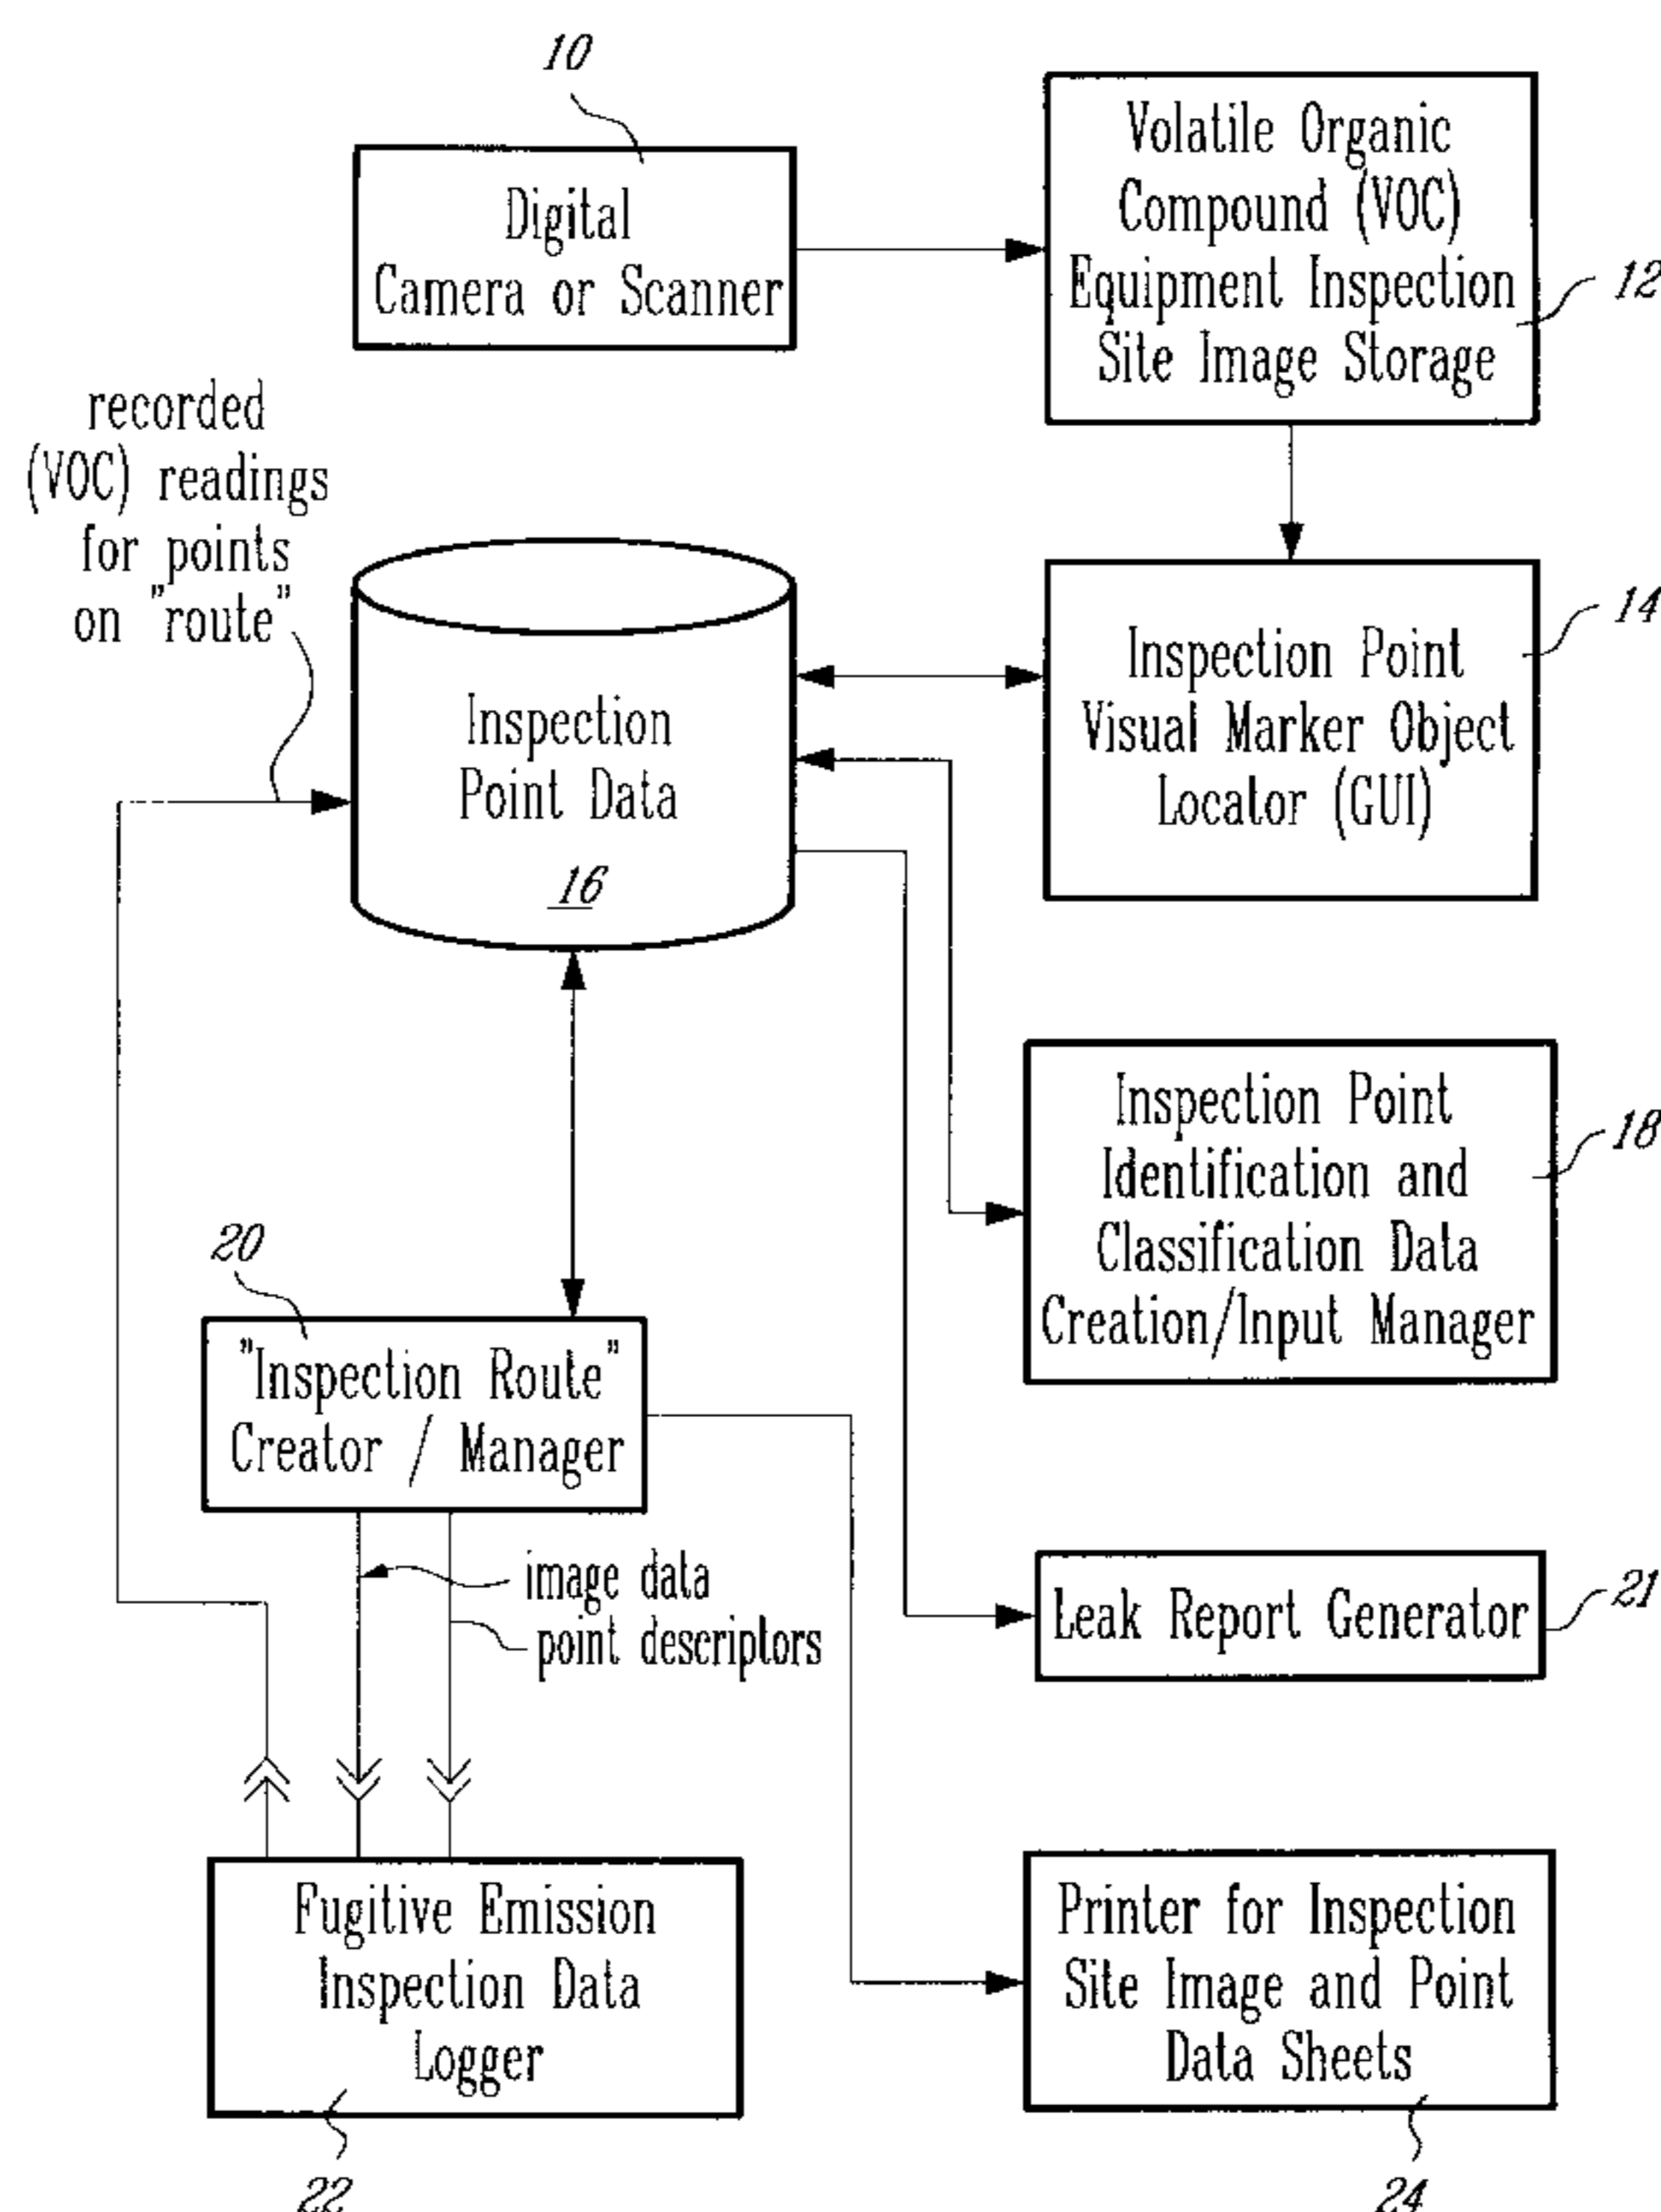 10
Digital
Camera or Scanner
Volatile Organic
Compound (VOC)
Equipment Inspection
Site Image Storage
12
recorded
(VOC) readings
for points
on "route"
Inspection
Point Data
16
Inspection Point
Visual Marker Object
Locator (GUI)
14
Inspection Point
Identification and
Classification Data
Creation/Input Manager
18
20
"Inspection Route"
Creator / Manager
image data
point descriptors
Leak Report Generator
21
Fugitive Emission
Inspection Data
Logger
22
Printer for Inspection
Site Image and Point
Data Sheets
24